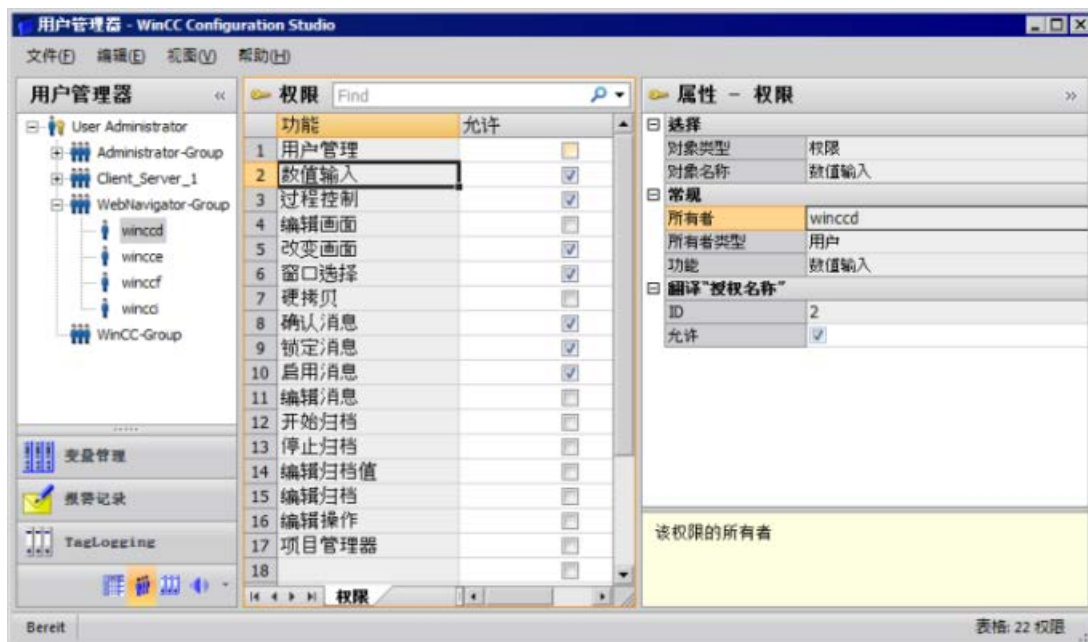 用户管理器 - WinCC Configuration Studio
文件(F) 编辑(E) 视图(V) 帮助(H)
用户管理器 «
User Administrator
Administrator-Group
Client_Server_1
WebNavigator-Group
winccd
wincce
winccf
wincci
WinCC-Group
变量管理
报警记录
TagLogging
权限 Find
功能 允许
1 用户管理
2 数值输入
3 过程控制
4 编辑画面
5 改变画面
6 窗口选择
7 硬拷贝
8 确认消息
9 锁定消息
10 启用消息
11 编辑消息
12 开始归档
13 停止归档
14 编辑归档值
15 编辑归档
16 编辑操作
17 项目管理器
18
权限
属性 - 权限 »
选择
对象类型 权限
对象名称 数值输入
常规
所有者 winccd
所有者类型 用户
功能 数值输入
翻译"授权名称"
ID 2
允许
该权限的所有者
Bereit
表格: 22 权限